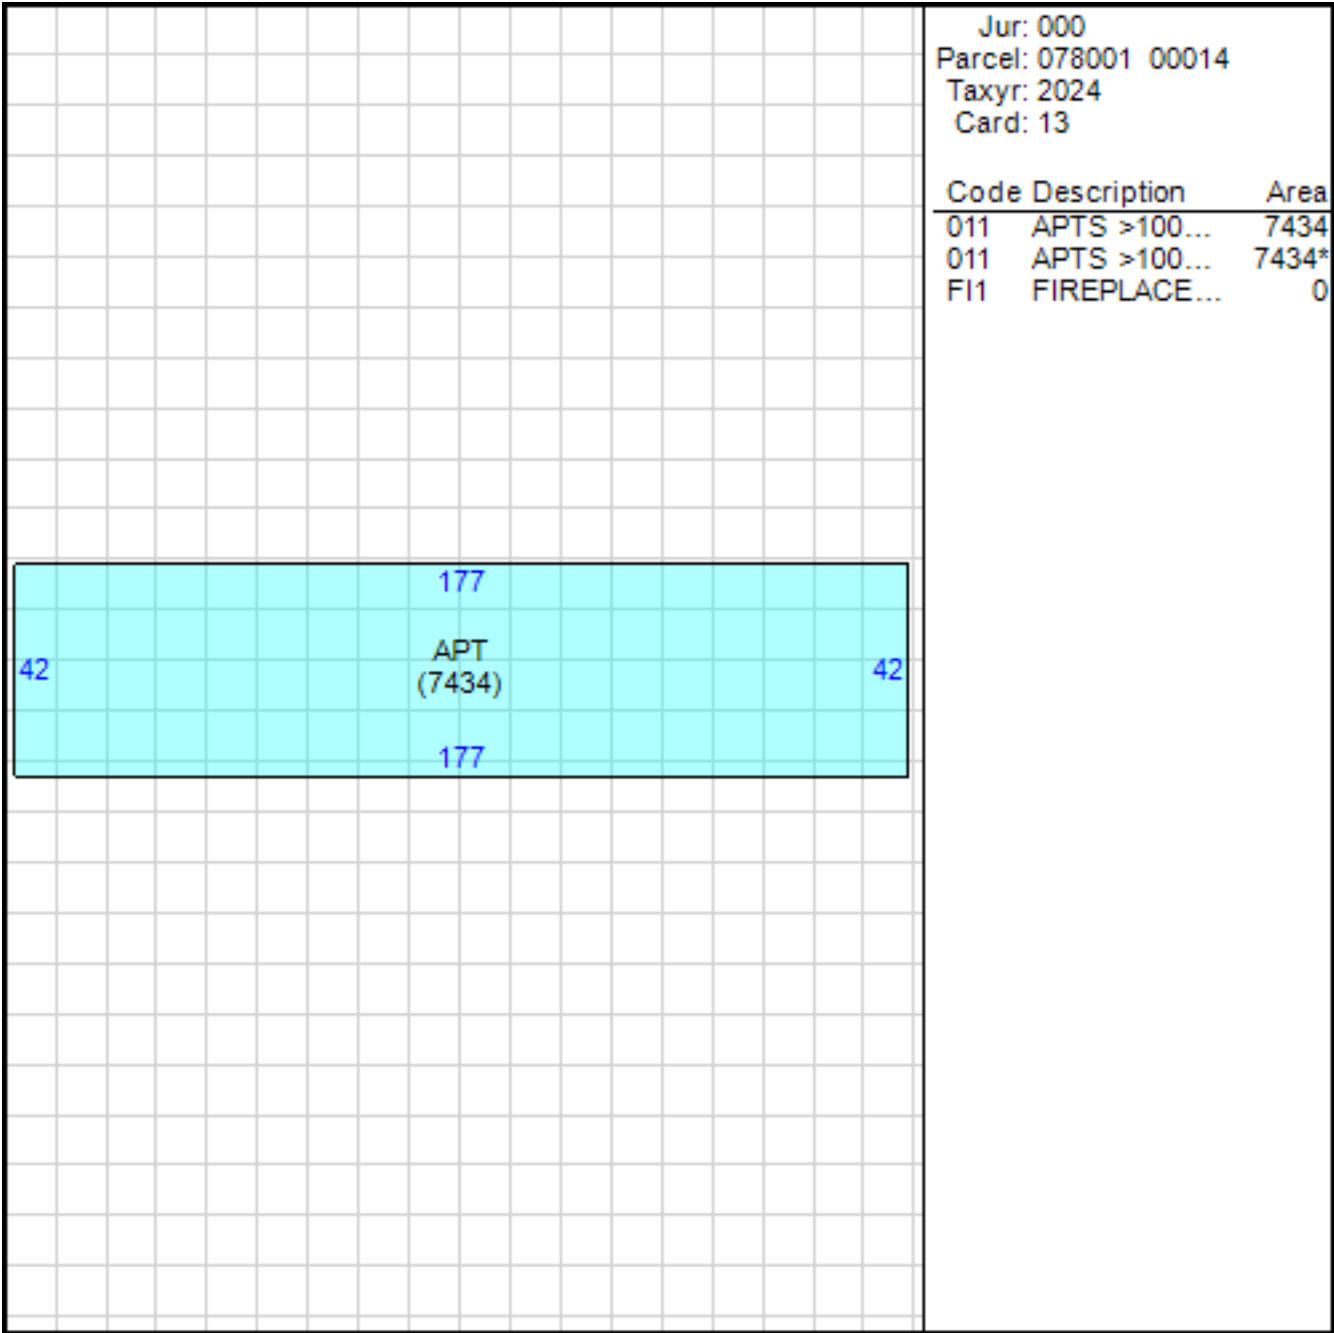 Jur: 000
Parcel: 078001 00014
Taxyr: 2024
Card: 13
Code Description Area
011 APTS >100... 7434
011 APTS >100... 7434*
FI1 FIREPLACE... 0
177
APT
42 42
(7434)
177